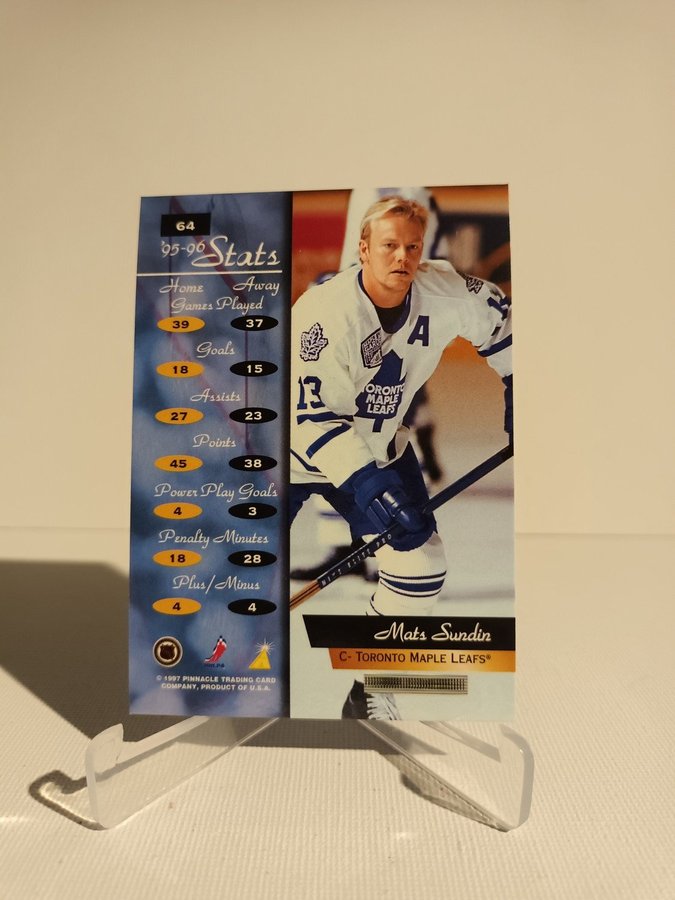 64
'95-96 Stats
Home Away
Games Played
39 37
Goals
18 15
Assists
27 23
Points
45 38
Power Play Goals
4 3
Penalty Minutes
18 28
Plus/Minus
4 4
NHLPA
© 1997 PINNACLE TRADING CARD
COMPANY, PRODUCT OF U.S.A.
A
13
TORONTO
MAPLE
LEAFS
13
Mats Sundin
C- TORONTO MAPLE LEAFS®